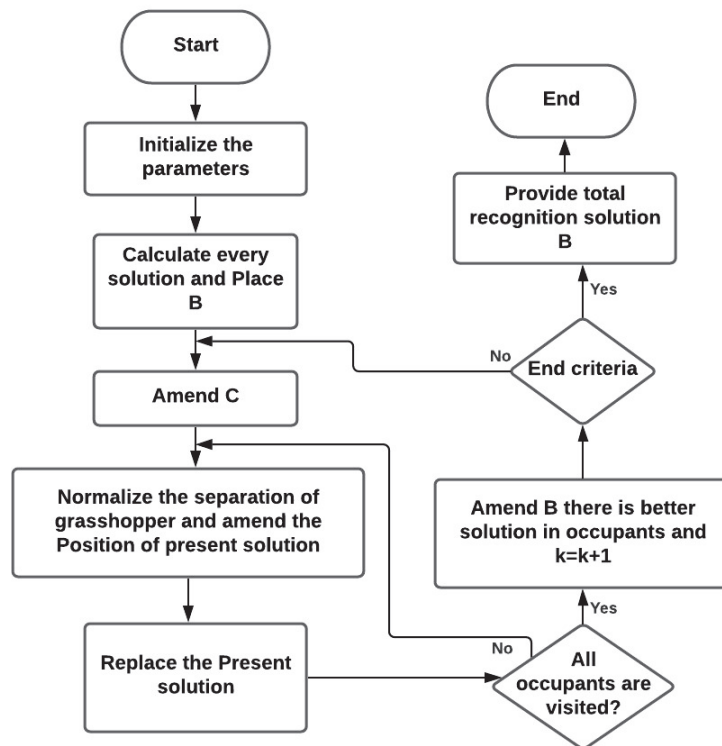 Start
Initialize the
parameters
Calculate every
solution and Place
B
Amend C
Normalize the separation of
grasshopper and amend the
Position of present solution
Replace the Present
solution
All
occupants are
visited?
No
Yes
Amend B there is better
solution in occupants and
k=k+1
End criteria
No
Yes
Provide total
recognition solution
B
End